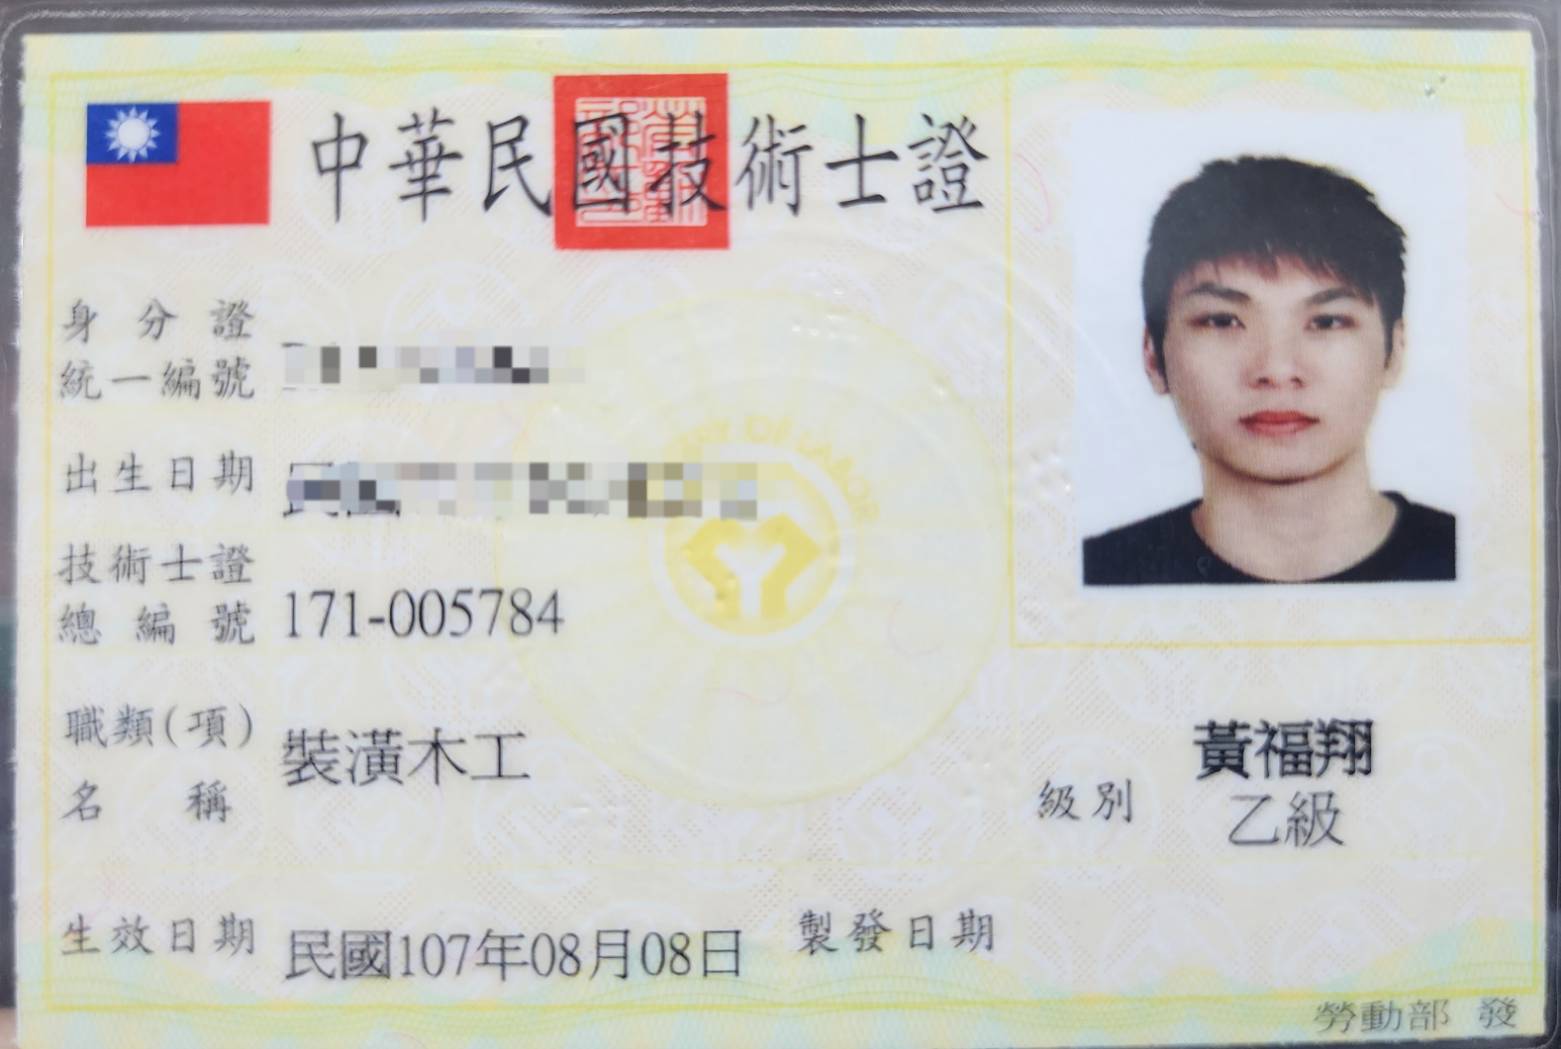 中華民國技術士證
身分證
統一編號
出生日期
技術士證
總編號 171-005784
職類(項)
名稱 裝潢木工
黃福翔
級別 乙級
生效日期 民國107年08月08日 製發日期
勞動部 發